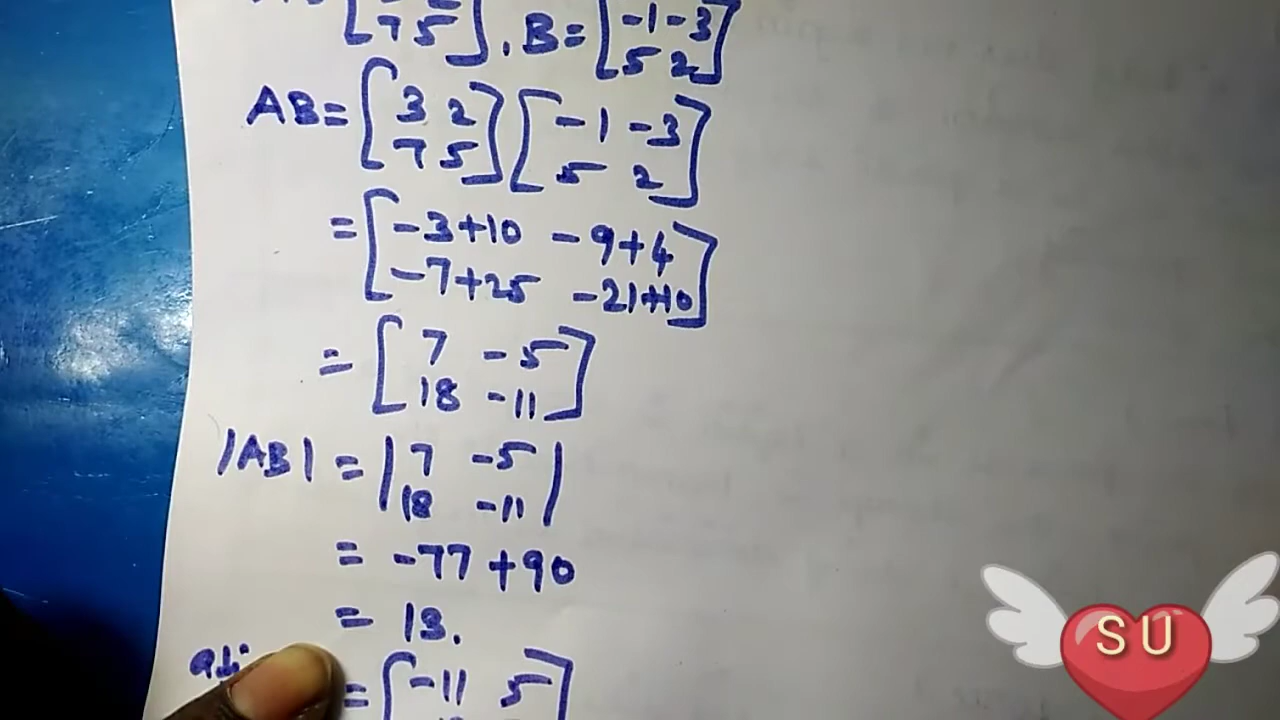 [7 5], B = [-1 -3
5 2]
AB = [3 2
7 5] [-1 -3
5 2]
= [-3+10 -9+4
-7+25 -21+10]
= [7 -5
18 -11]
|AB| = |7 -5
18 -11|
= -77 + 90
= 13.
= [-11 5]
SU